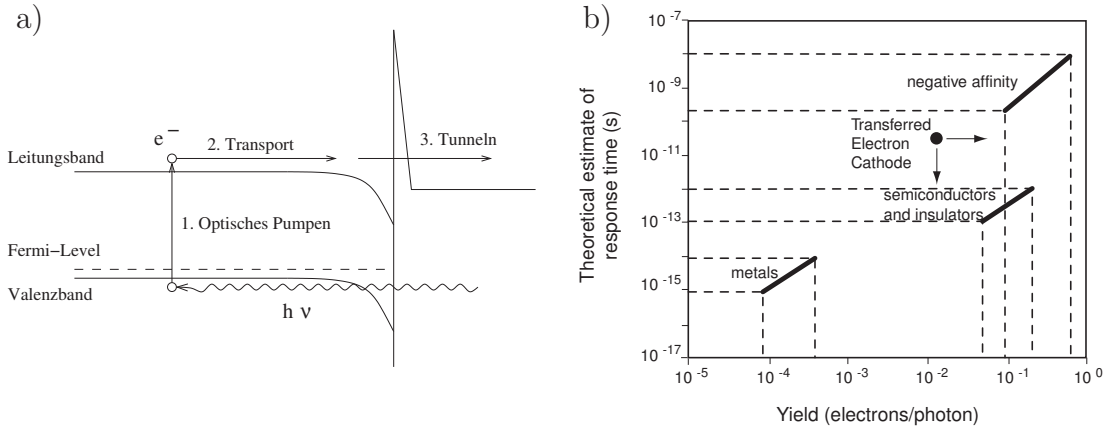 a)
e⁻
2. Transport
3. Tunneln
Leitungsband
1. Optisches Pumpen
Fermi−Level
Valenzband
h ν
b)
Theoretical estimate of
response time (s)
10 -7
10 -9
10 -11
10 -13
10 -15
10 -17
negative affinity
Transferred
Electron
Cathode
semiconductors
and insulators
metals
10 -5
10 -4
10 -3
10 -2
10 -1
10 0
Yield (electrons/photon)